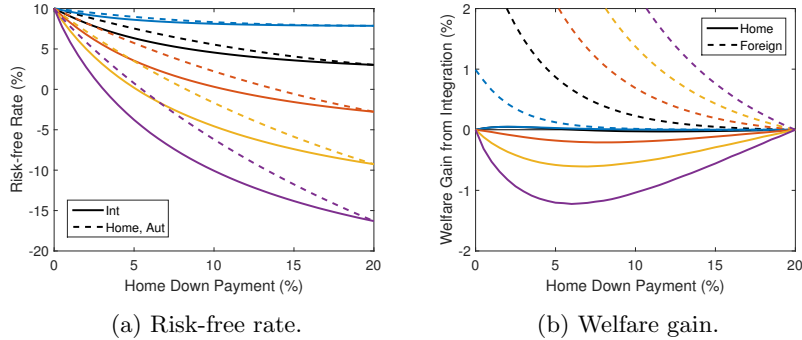 10
5
0
-5
-10
-15
-20
Risk-free Rate (%)
Int
Home, Aut
0 5 10 15 20
Home Down Payment (%)
(a) Risk-free rate.
2
1
0
-1
-2
Welfare Gain from Integration (%)
Home
Foreign
0 5 10 15 20
Home Down Payment (%)
(b) Welfare gain.